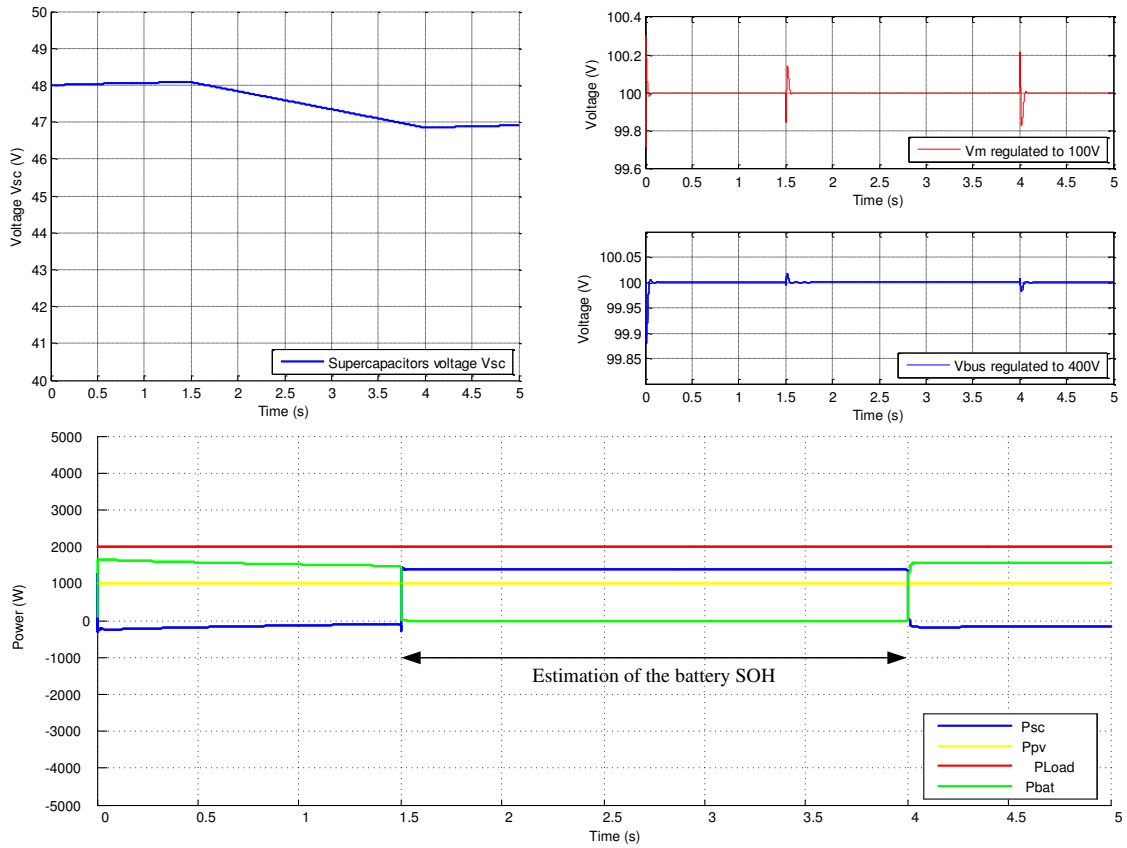 50
49
48
47
46
45
44
43
42
41
40
Voltage Vsc (V)
0 0.5 1 1.5 2 2.5 3 3.5 4 4.5 5
Time (s)
Supercapacitors voltage Vsc
100.4
100.2
100
99.8
99.6
Voltage (V)
Vm regulated to 100V
0 0.5 1 1.5 2 2.5 3 3.5 4 4.5 5
Time (s)
100.05
100
99.95
99.9
99.85
Voltage (V)
Vbus regulated to 400V
0 0.5 1 1.5 2 2.5 3 3.5 4 4.5 5
Time (s)
5000
4000
3000
2000
1000
0
-1000
-2000
-3000
-4000
-5000
Power (W)
Estimation of the battery SOH
Psc
Ppv
PLoad
Pbat
0 0.5 1.5 2 2.5 3 3.5 4 4.5 5
Time (s)